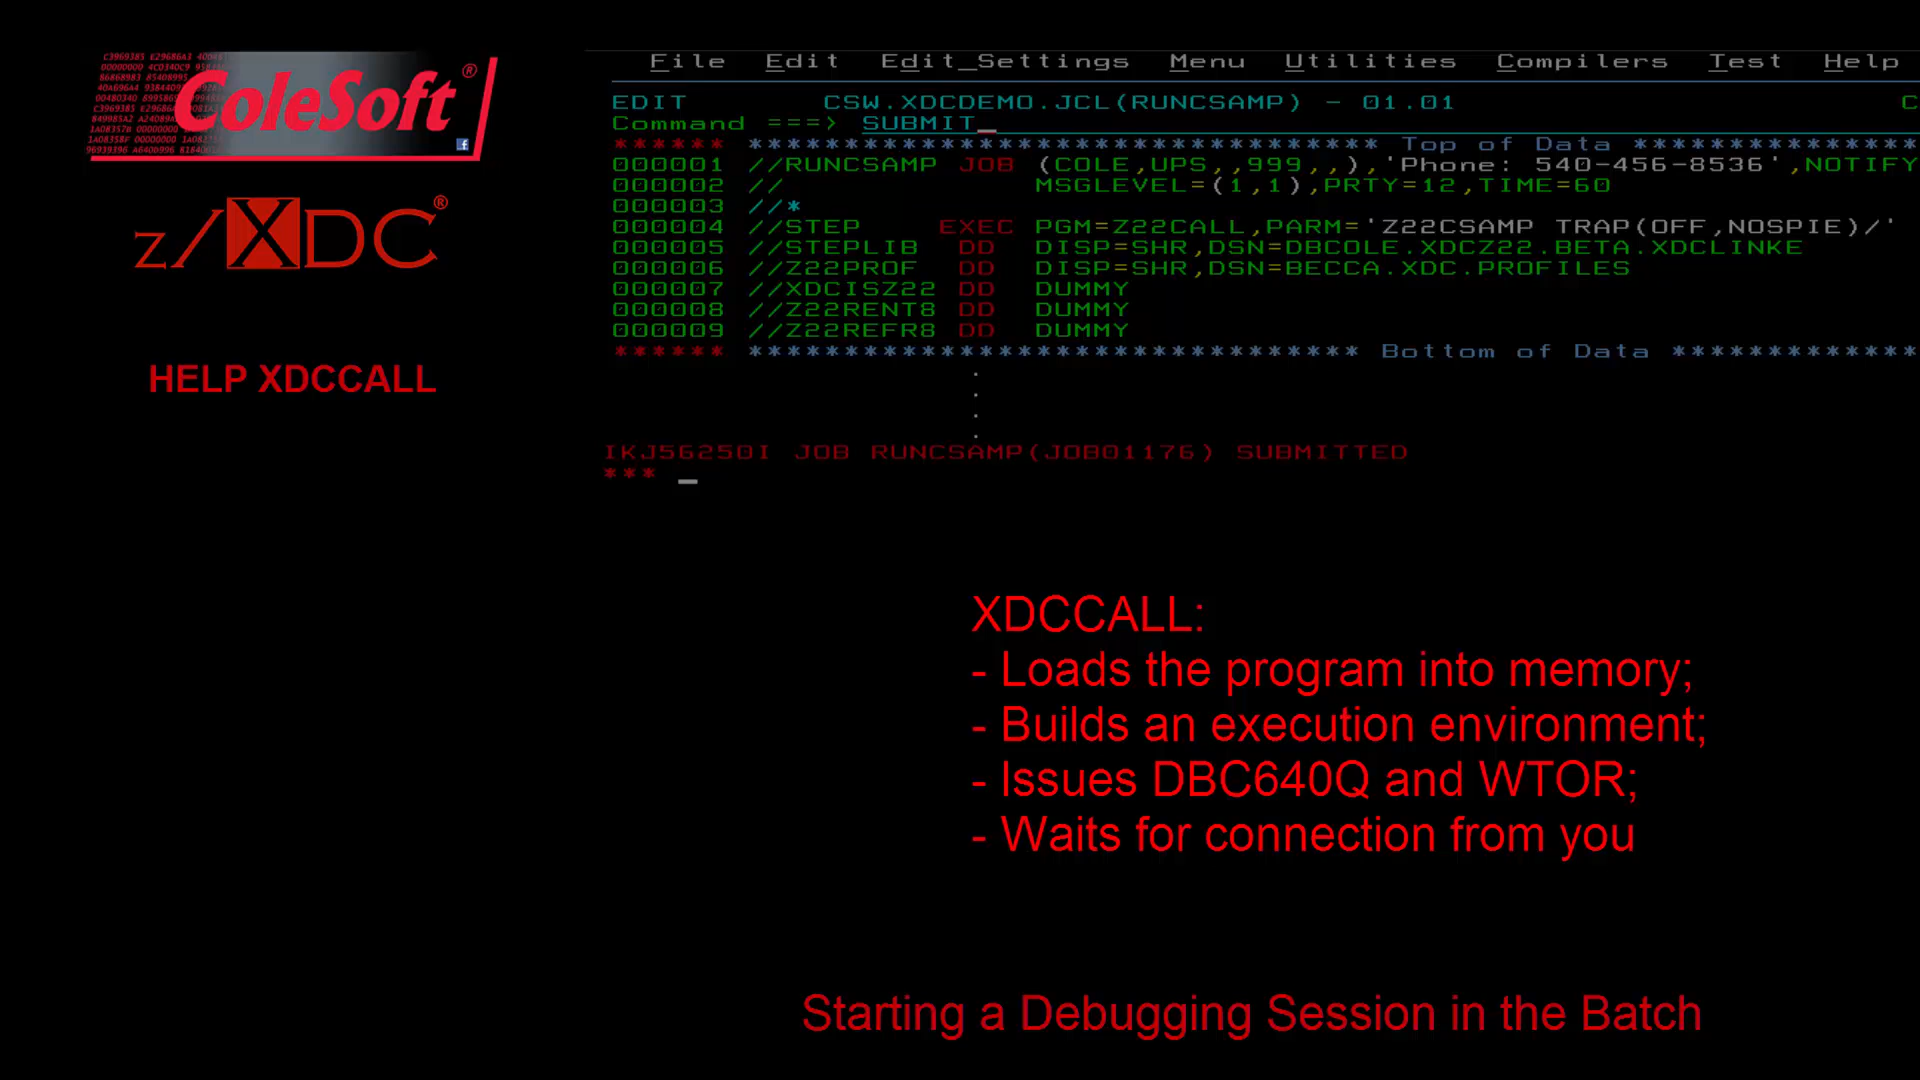 ColeSoft®
z/XDC®
HELP XDCCALL
File Edit Edit_Settings Menu Utilities Compilers Test Help
EDIT CSW.XDCDEMO.JCL(RUNCSAMP) - 01.01 C
Command ===> SUBMIT_
****** ********************************** Top of Data ***************
000001 //RUNCSAMP JOB (COLE,UPS,,999,,),'Phone: 540-456-8536',NOTIFY
000002 // MSGLEVEL=(1,1),PRTY=12,TIME=60
000003 //*
000004 //STEP EXEC PGM=Z22CALL,PARM='Z22CSAMP TRAP(OFF,NOSPIE)/'
000005 //STEPLIB DD DISP=SHR,DSN=DBCOLE.XDCZ22.BETA.XDCLINKE
000006 //Z22PROF DD DISP=SHR,DSN=BECCA.XDC.PROFILES
000007 //XDCISZ22 DD DUMMY
000008 //Z22RENT8 DD DUMMY
000009 //Z22REFR8 DD DUMMY
****** ********************************* Bottom of Data *************
.
.
.
.
IKJ56250I JOB RUNCSAMP(JOB01176) SUBMITTED
*** _
XDCCALL:
- Loads the program into memory;
- Builds an execution environment;
- Issues DBC640Q and WTOR;
- Waits for connection from you
Starting a Debugging Session in the Batch